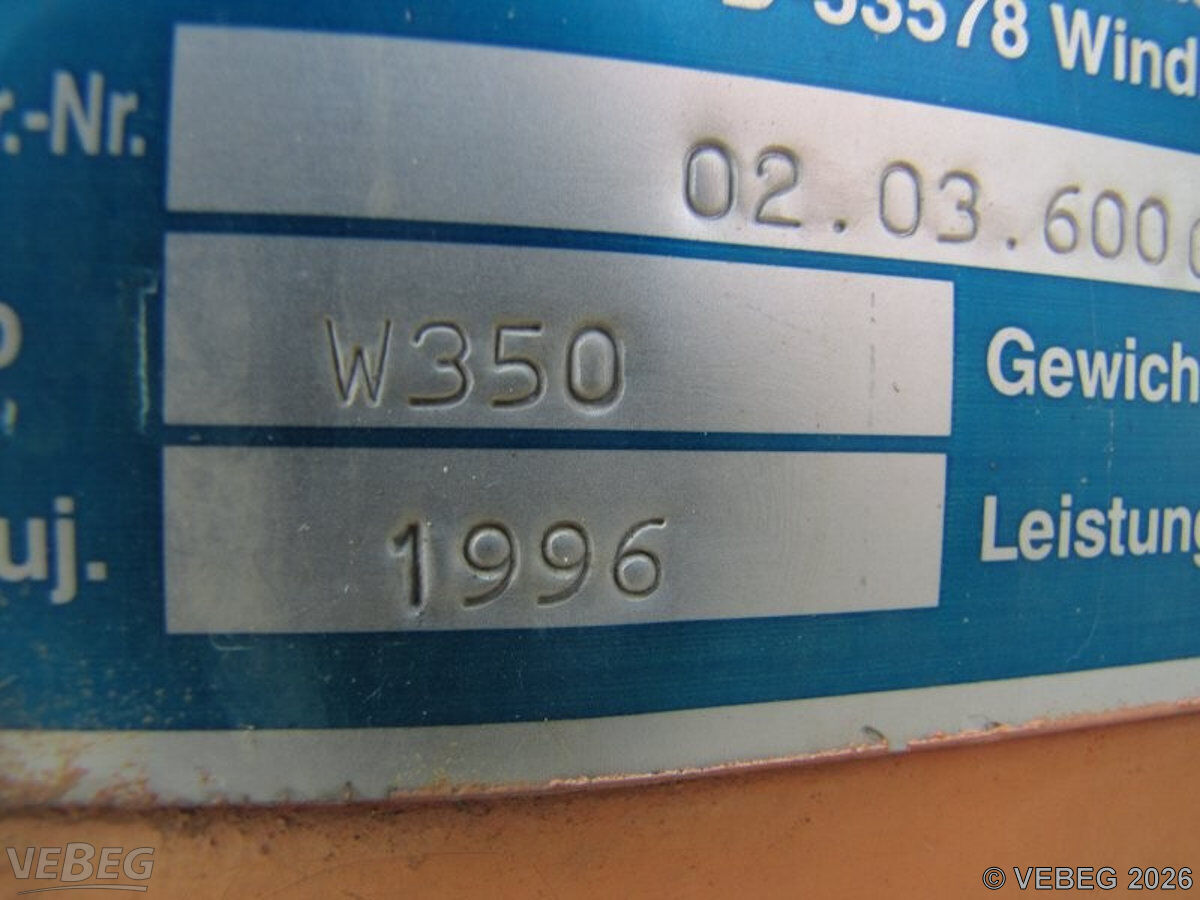 53578 Wind
r.-Nr. 02.03.600
W350 Gewich
uj. 1996 Leistung
VEBEG © VEBEG 2026